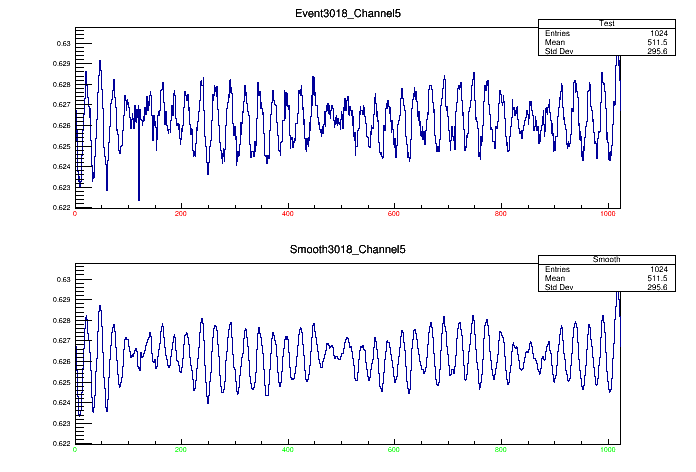 Event3018_Channel5
Test
Entries 1024
Mean 511.5
Std Dev 295.6
0.63
0.629
0.628
0.627
0.626
0.625
0.624
0.623
0.622
0 200 400 600 800 1000
Smooth3018_Channel5
Smooth
Entries 1024
Mean 511.5
Std Dev 295.6
0.63
0.629
0.628
0.627
0.626
0.625
0.624
0.623
0.622
0 200 400 600 800 1000